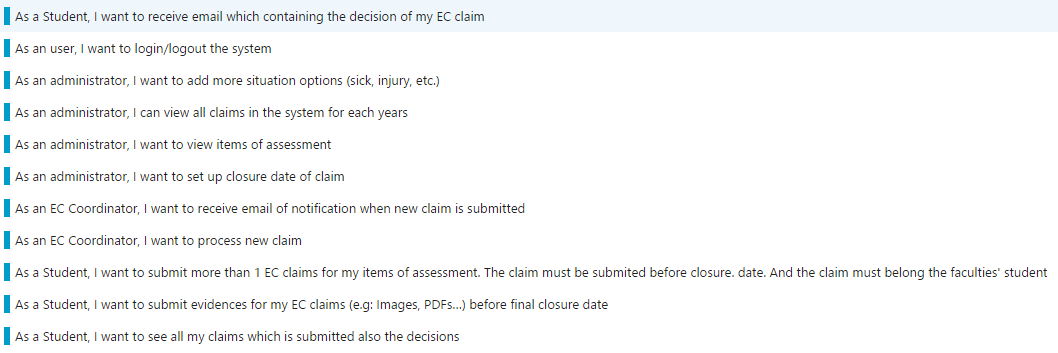 As a Student, I want to receive email which containing the decision of my EC claim
As an user, I want to login/logout the system
As an administrator, I want to add more situation options (sick, injury, etc.)
As an administrator, I can view all claims in the system for each years
As an administrator, I want to view items of assessment
As an administrator, I want to set up closure date of claim
As an EC Coordinator, I want to receive email of notification when new claim is submitted
As an EC Coordinator, I want to process new claim
As a Student, I want to submit more than 1 EC claims for my items of assessment. The claim must be submited before closure. date. And the claim must belong the faculties' student
As a Student, I want to submit evidences for my EC claims (e.g: Images, PDFs...) before final closure date
As a Student, I want to see all my claims which is submitted also the decisions